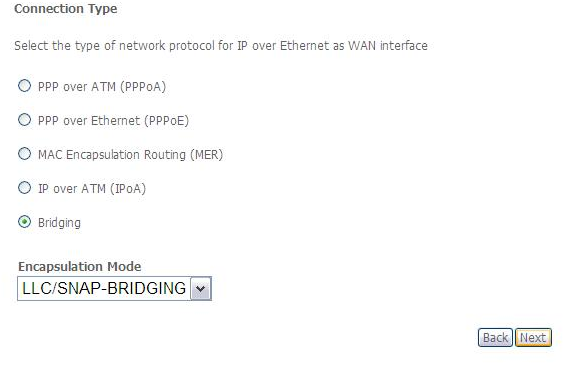 Connection Type
Select the type of network protocol for IP over Ethernet as WAN interface
PPP over ATM (PPPoA)
PPP over Ethernet (PPPoE)
MAC Encapsulation Routing (MER)
IP over ATM (IPoA)
Bridging
Encapsulation Mode
LLC/SNAP-BRIDGING
Back Next